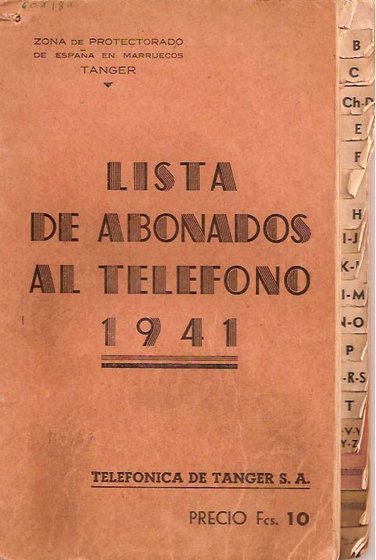 ZONA DE PROTECTORADO
DE ESPAÑA EN MARRUECOS
TANGER
LISTA
DE ABONADOS
AL TELEFONO
1941
TELEFONICA DE TANGER S. A.
PRECIO Fcs. 10
B
C
Ch-D
E
F
H
I-J
I-M
N-O
P
-R-S
T
Y-Z